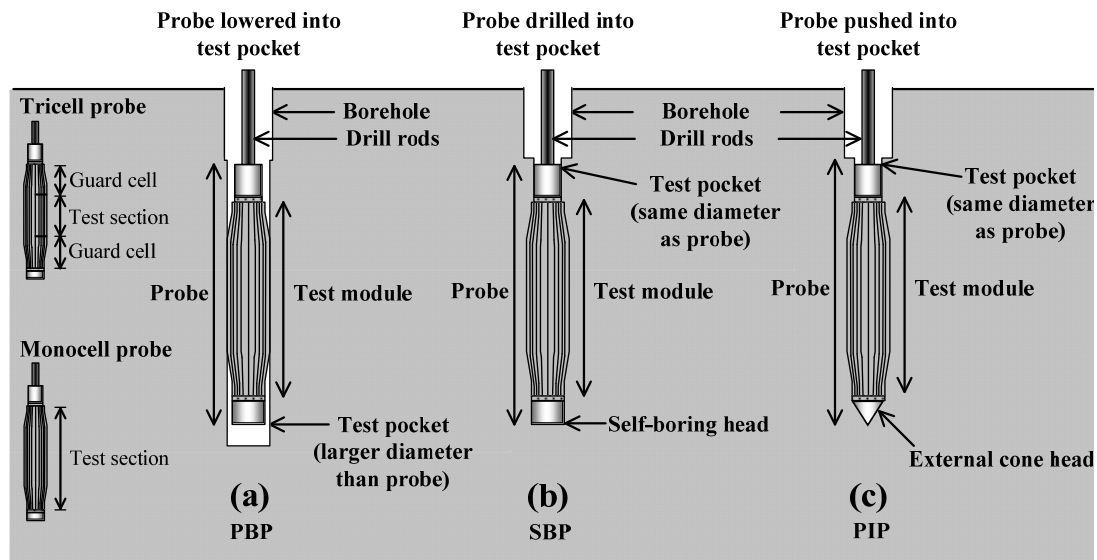 Probe lowered into
test pocket
Probe drilled into
test pocket
Probe pushed into
test pocket
Tricell probe
Guard cell
Test section
Guard cell
Monocell probe
Test section
Borehole
Drill rods
Probe
Test module
Test pocket
(larger diameter
than probe)
(a)
PBP
Borehole
Drill rods
Test pocket
(same diameter
as probe)
Probe
Test module
Self-boring head
(b)
SBP
Test pocket
(same diameter
as probe)
Probe
Test module
External cone head
(c)
PIP